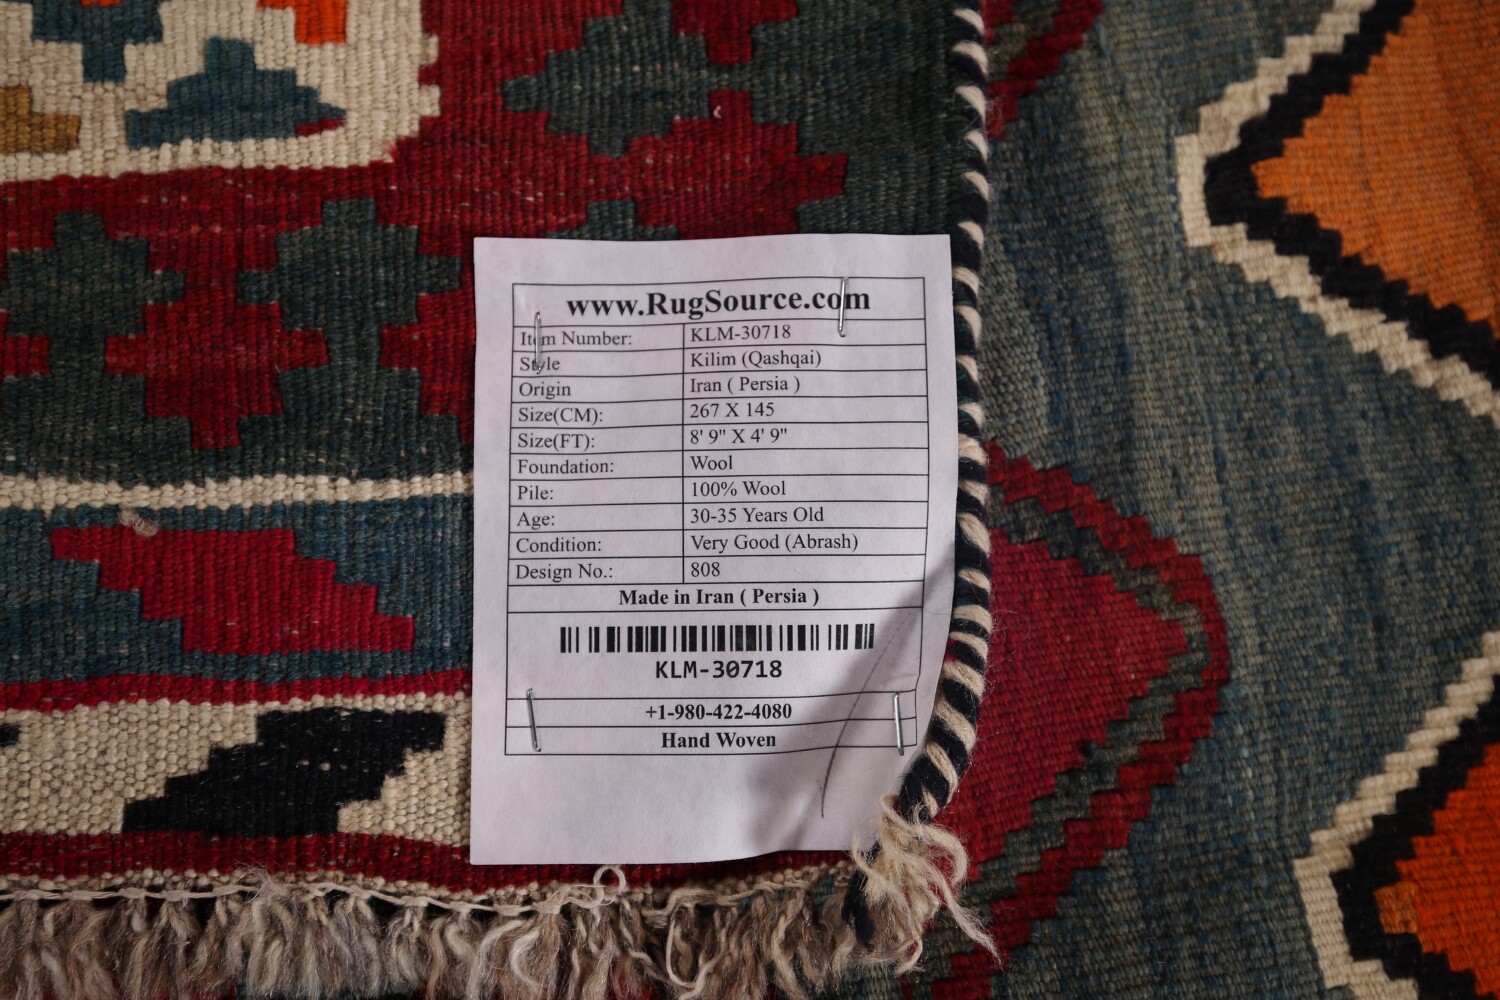 www.RugSource.com
Item Number: KLM-30718
Style Kilim (Qashqai)
Origin Iran ( Persia )
Size(CM): 267 X 145
Size(FT): 8' 9" X 4' 9"
Foundation: Wool
Pile: 100% Wool
Age: 30-35 Years Old
Condition: Very Good (Abrash)
Design No.: 808
Made in Iran ( Persia )
KLM-30718
+1-980-422-4080
Hand Woven